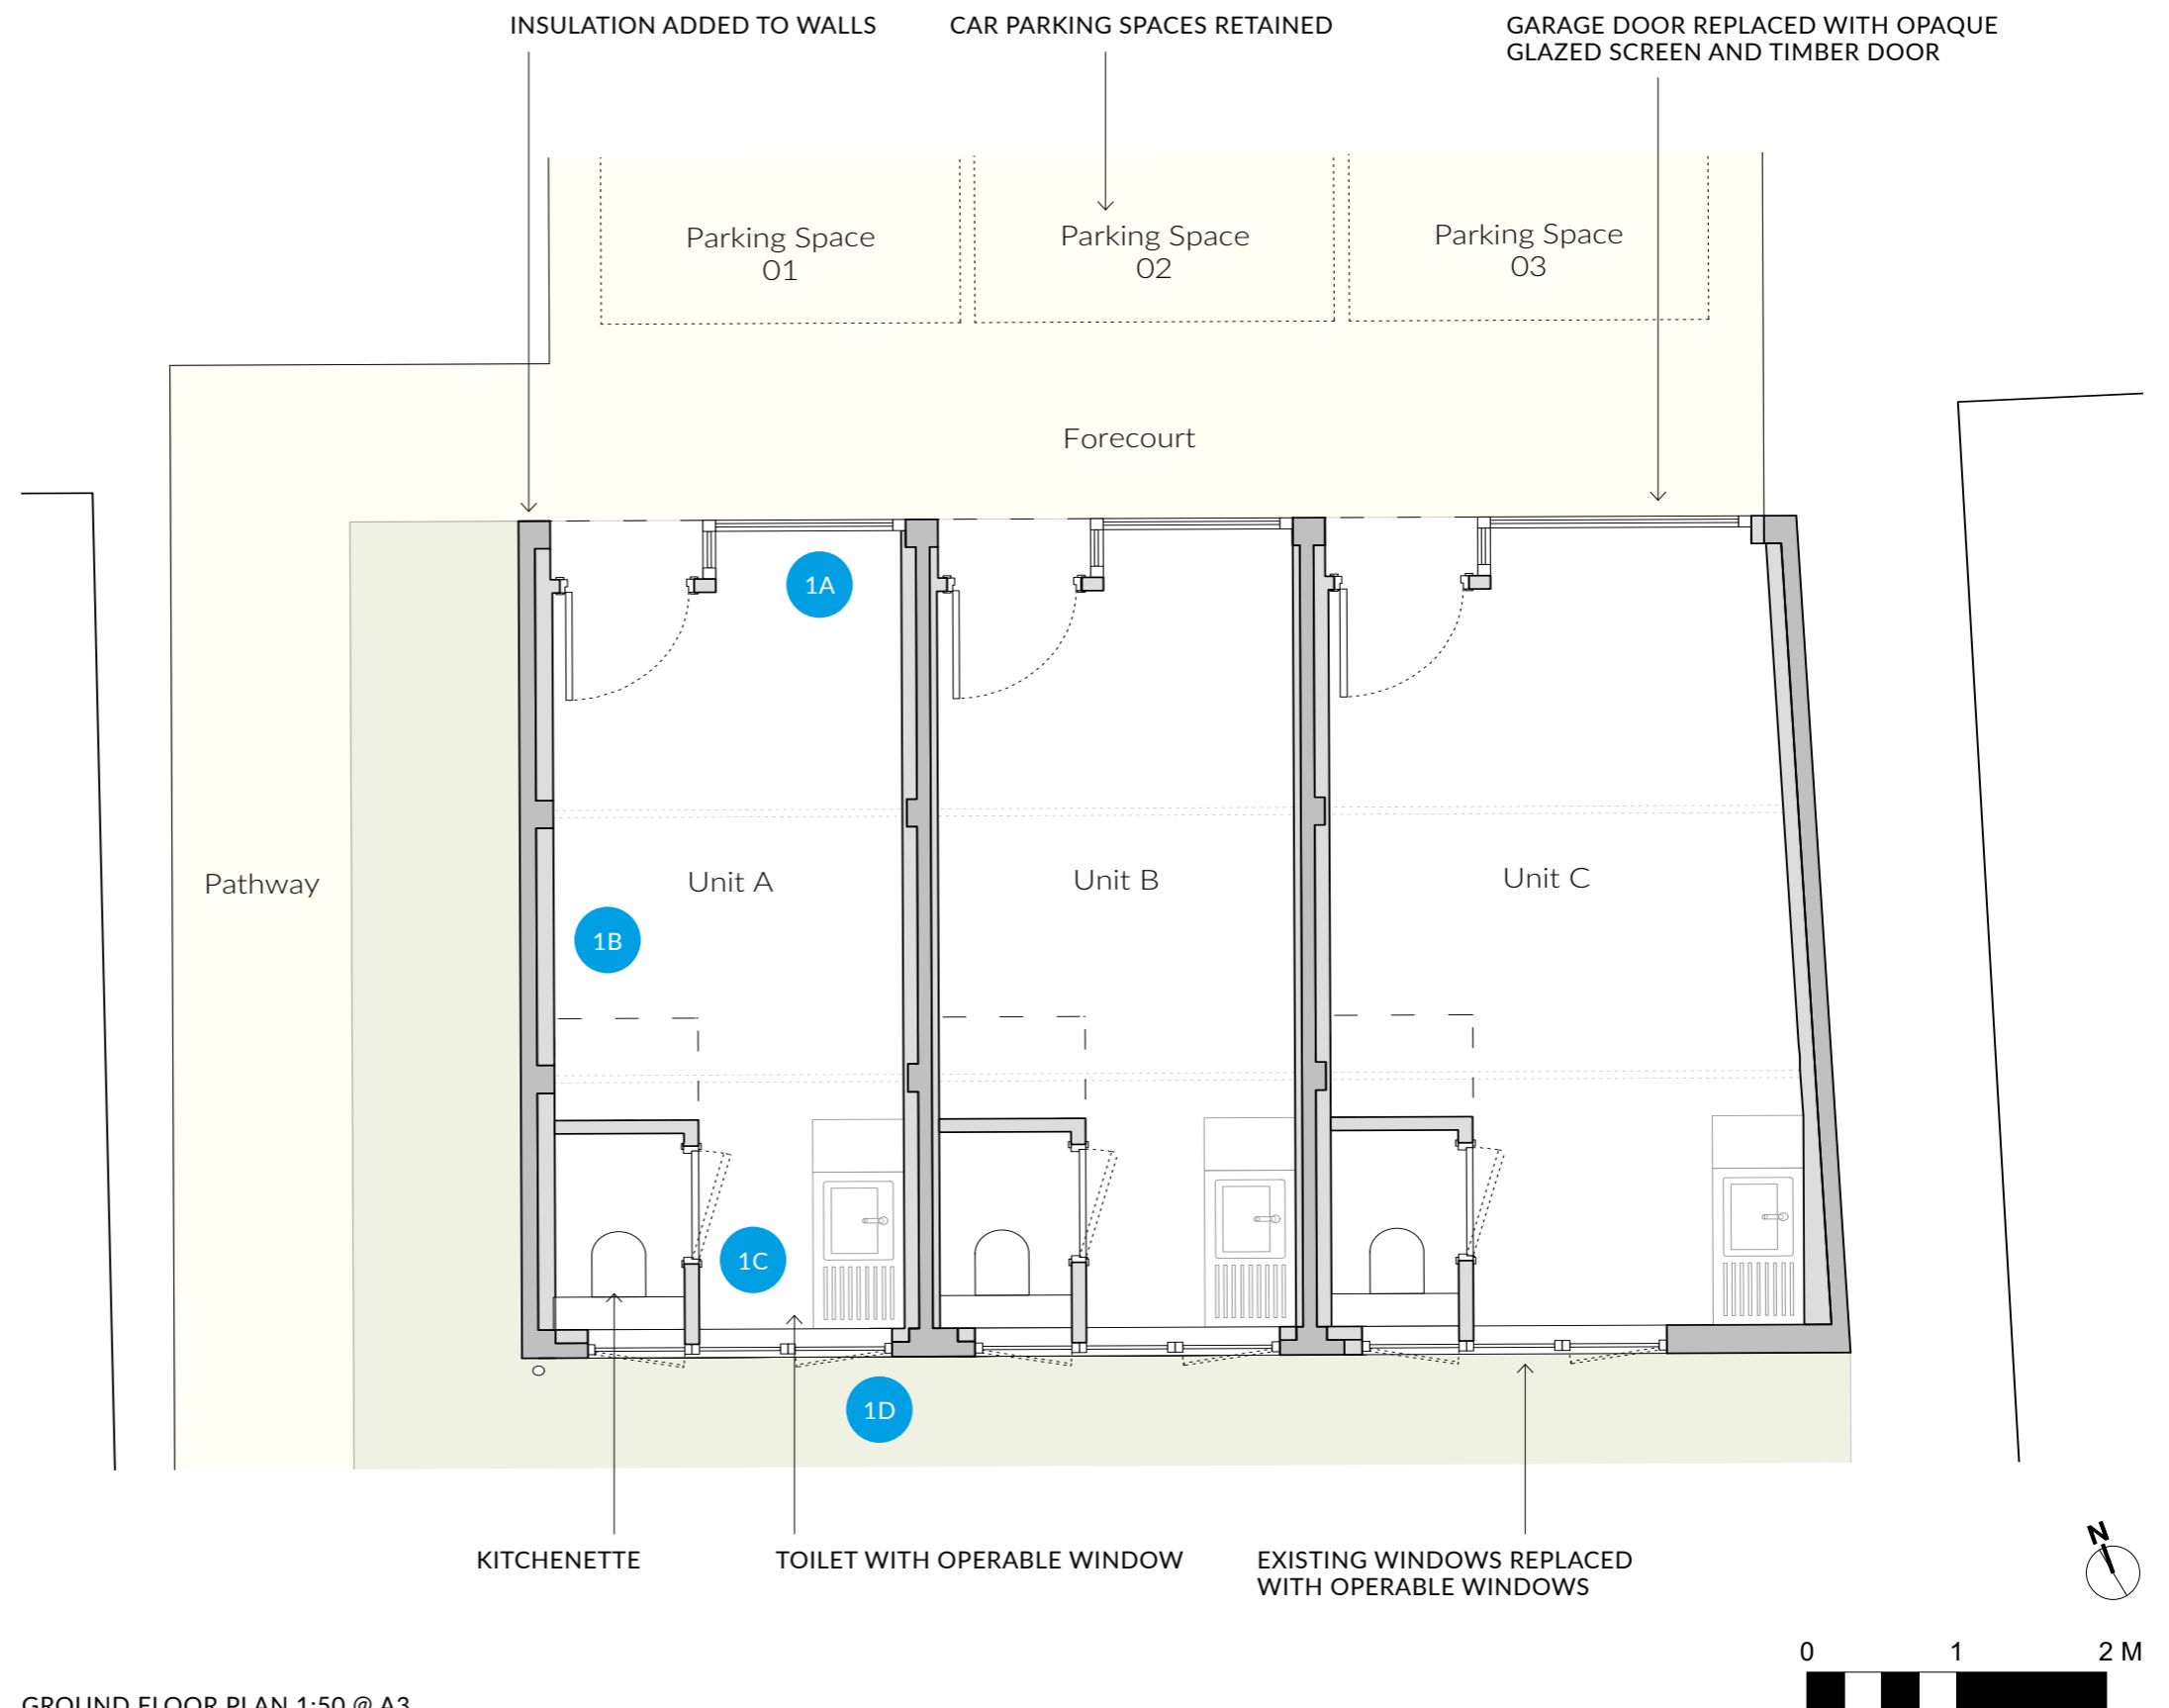 INSULATION ADDED TO WALLS
CAR PARKING SPACES RETAINED
GARAGE DOOR REPLACED WITH OPAQUE
GLAZED SCREEN AND TIMBER DOOR
Parking Space
01
Parking Space
02
Parking Space
03
Forecourt
1A
Pathway
Unit A
Unit B
Unit C
1B
1C
1D
KITCHENETTE
TOILET WITH OPERABLE WINDOW
EXISTING WINDOWS REPLACED
WITH OPERABLE WINDOWS
N
0 1 2 M
GROUND FLOOR PLAN 1:50 @ A3